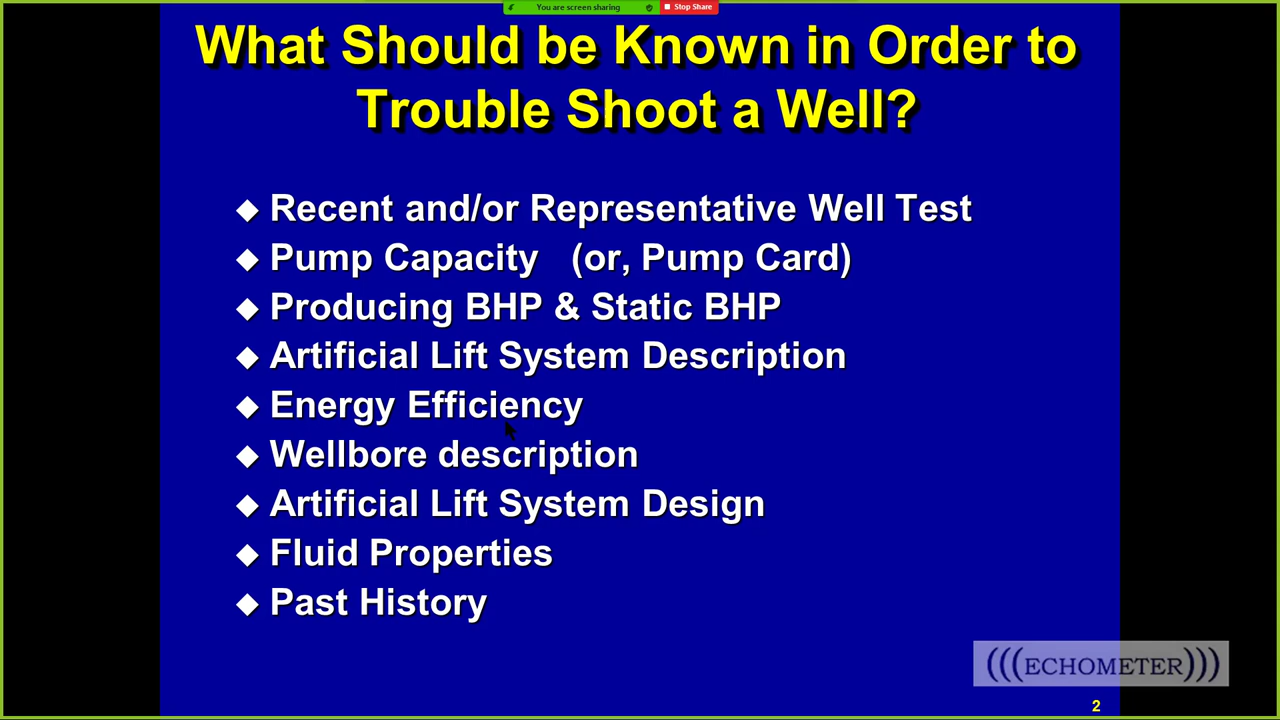 You are screen sharing Stop Share
What Should be Known in Order to
Trouble Shoot a Well?
◆ Recent and/or Representative Well Test
◆ Pump Capacity (or, Pump Card)
◆ Producing BHP & Static BHP
◆ Artificial Lift System Description
◆ Energy Efficiency
◆ Wellbore description
◆ Artificial Lift System Design
◆ Fluid Properties
◆ Past History
(((ECHOMETER)))
2